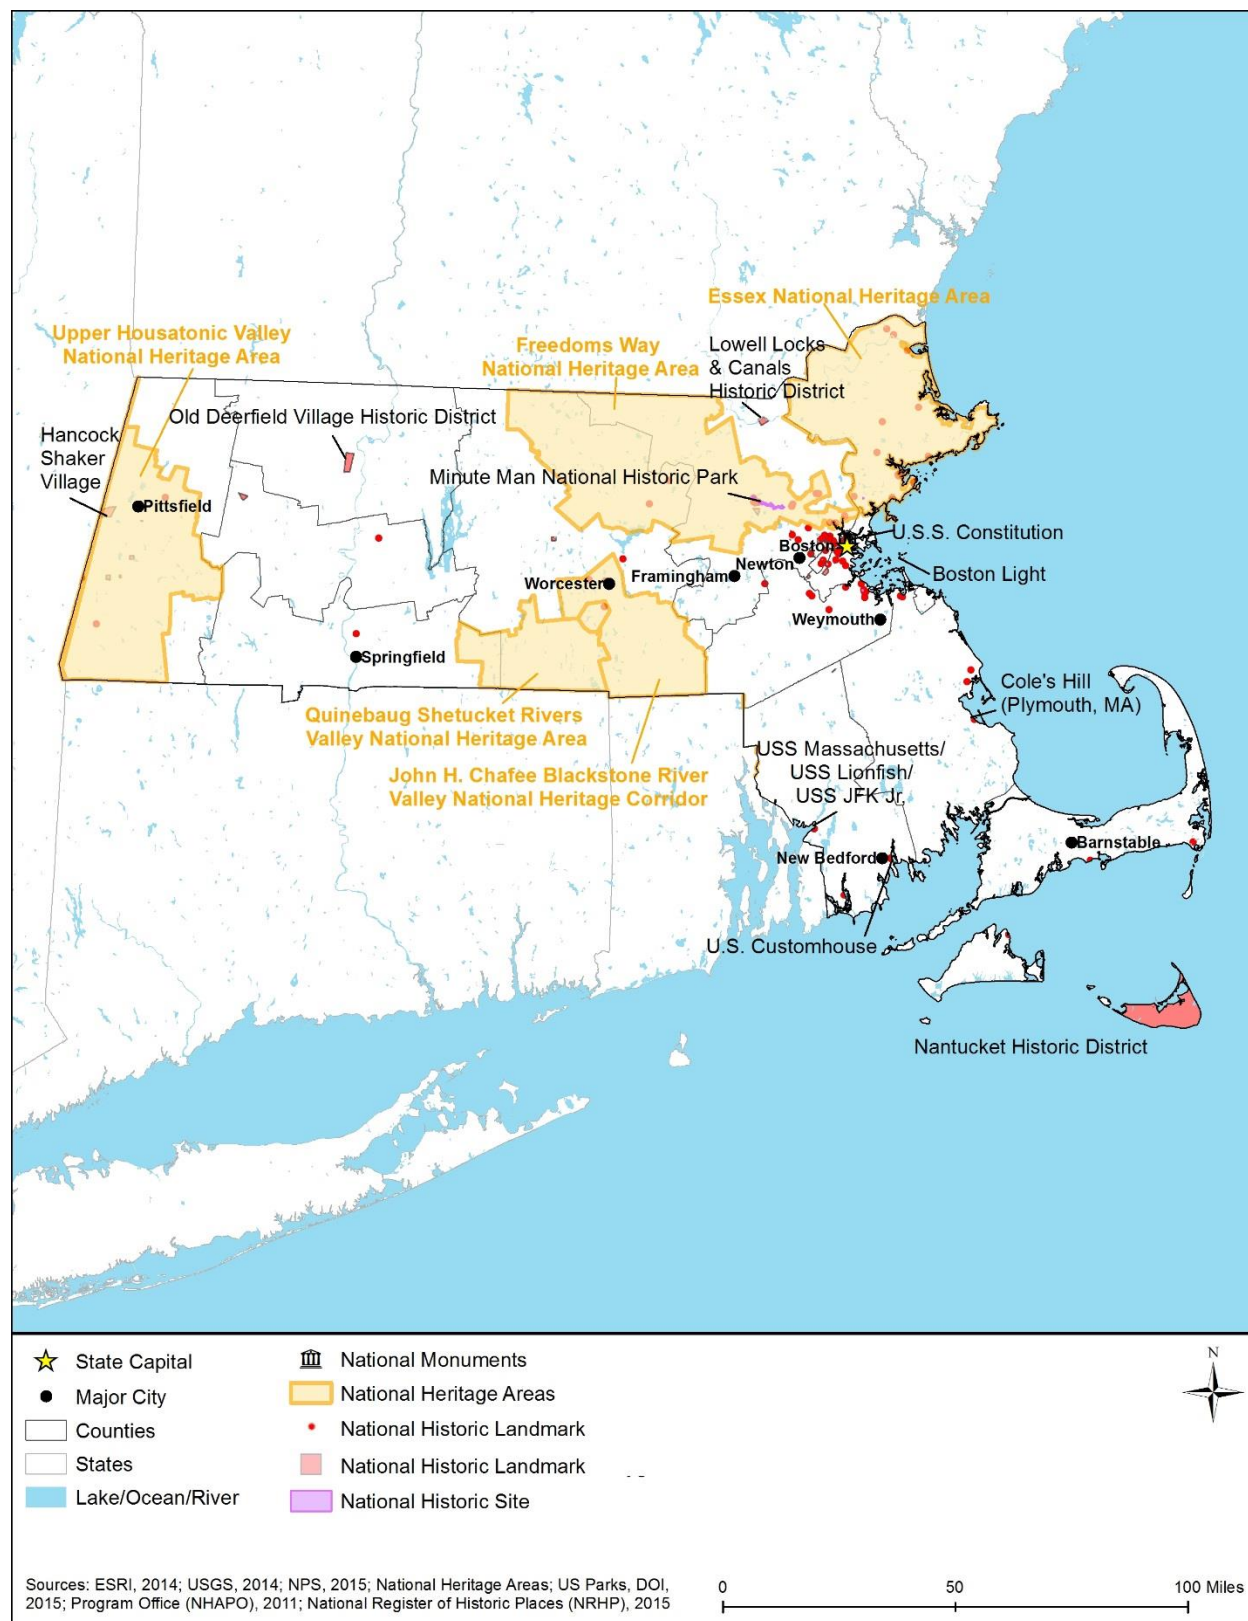 Essex National Heritage Area
Upper Housatonic Valley
National Heritage Area
Freedoms Way
National Heritage Area
Lowell Locks
& Canals
Historic District
Old Deerfield Village Historic District
Hancock
Shaker
Village
Minute Man National Historic Park
Pittsfield
U.S.S. Constitution
Boston
Newton
Boston Light
Worcester
Framingham
Weymouth
Springfield
Cole's Hill
(Plymouth, MA)
Quinebaug Shetucket Rivers
Valley National Heritage Area
USS Massachusetts/
USS Lionfish/
USS JFK Jr.
John H. Chafee Blackstone River
Valley National Heritage Corridor
Barnstable
New Bedford
U.S. Customhouse
Nantucket Historic District
State Capital
Major City
Counties
States
Lake/Ocean/River
National Monuments
National Heritage Areas
National Historic Landmark
National Historic Landmark
National Historic Site
N
Sources: ESRI, 2014; USGS, 2014; NPS, 2015; National Heritage Areas; US Parks, DOI,
2015; Program Office (NHAPO), 2011; National Register of Historic Places (NRHP), 2015
0 50 100 Miles